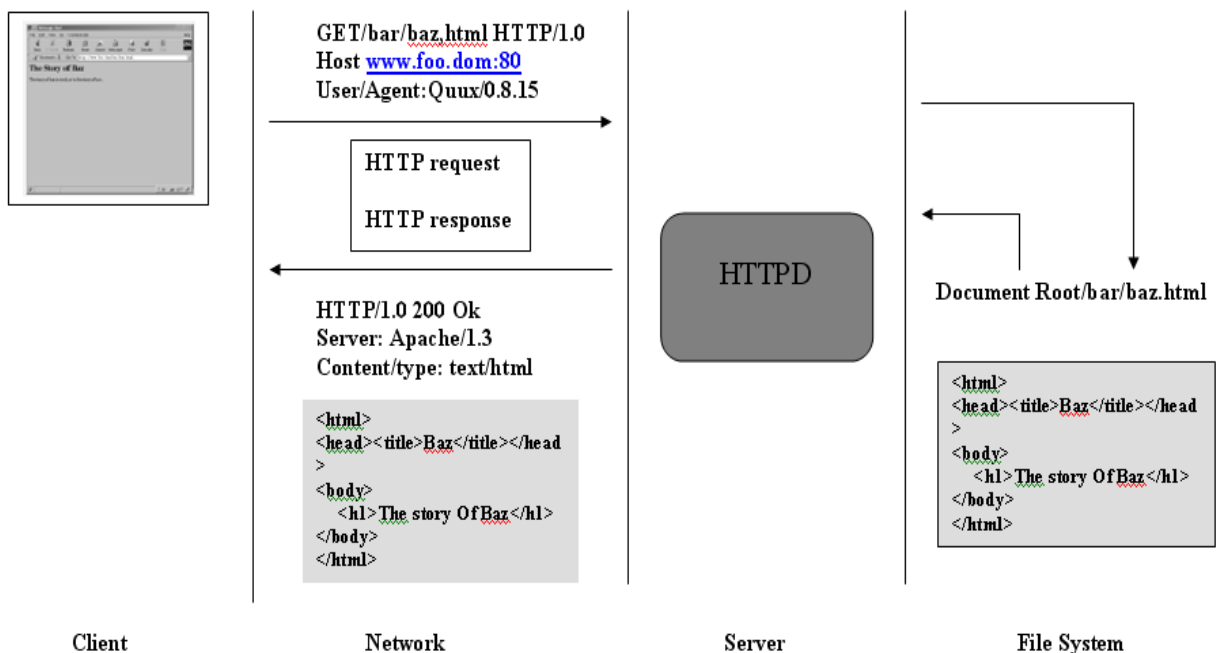 The Story of Baz
GET/bar/baz,html HTTP/1.0
Host www.foo.dom:80
User/Agent:Quux/0.8.15
HTTP request
HTTP response
HTTP/1.0 200 Ok
Server: Apache/1.3
Content/type: text/html
<html>
<head><title>Baz</title></head
>
<body>
<hl>The story Of Baz</hl>
</body>
</html>
HTTPD
Document Root/bar/baz.html
<html>
<head><title>Baz</title></head
>
<body>
<hl>The story Of Baz</hl>
</body>
</html>
Client
Network
Server
File System